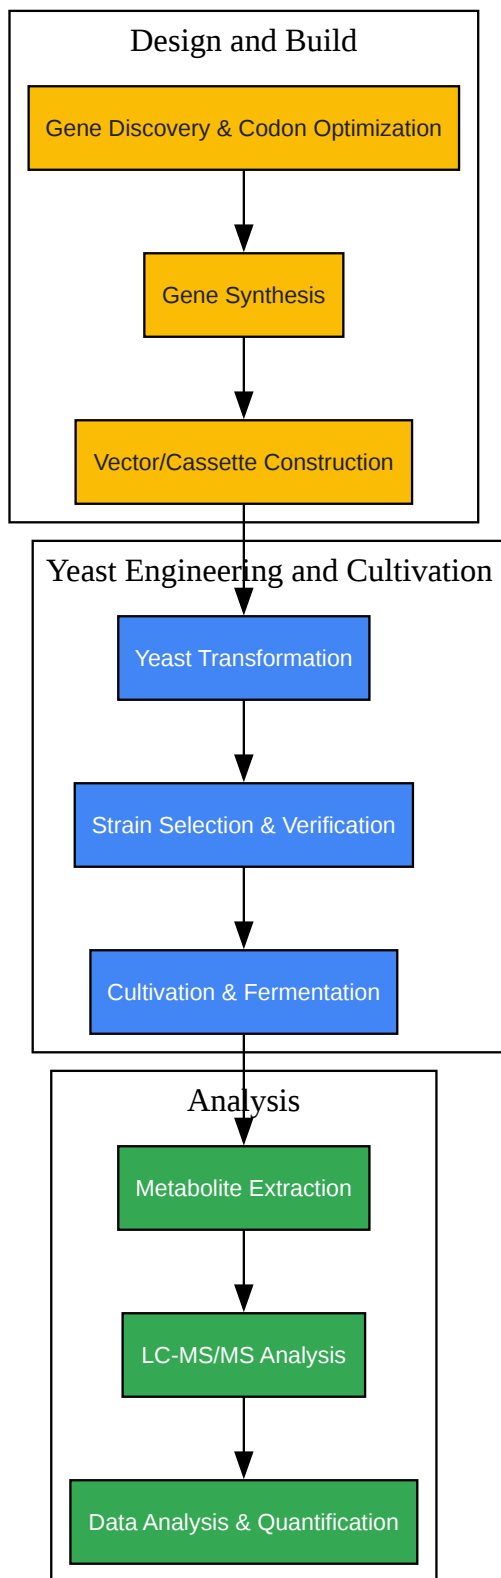 Design and Build
Gene Discovery & Codon Optimization
Gene Synthesis
Vector/Cassette Construction
Yeast Engineering and Cultivation
Yeast Transformation
Strain Selection & Verification
Cultivation & Fermentation
Analysis
Metabolite Extraction
LC-MS/MS Analysis
Data Analysis & Quantification